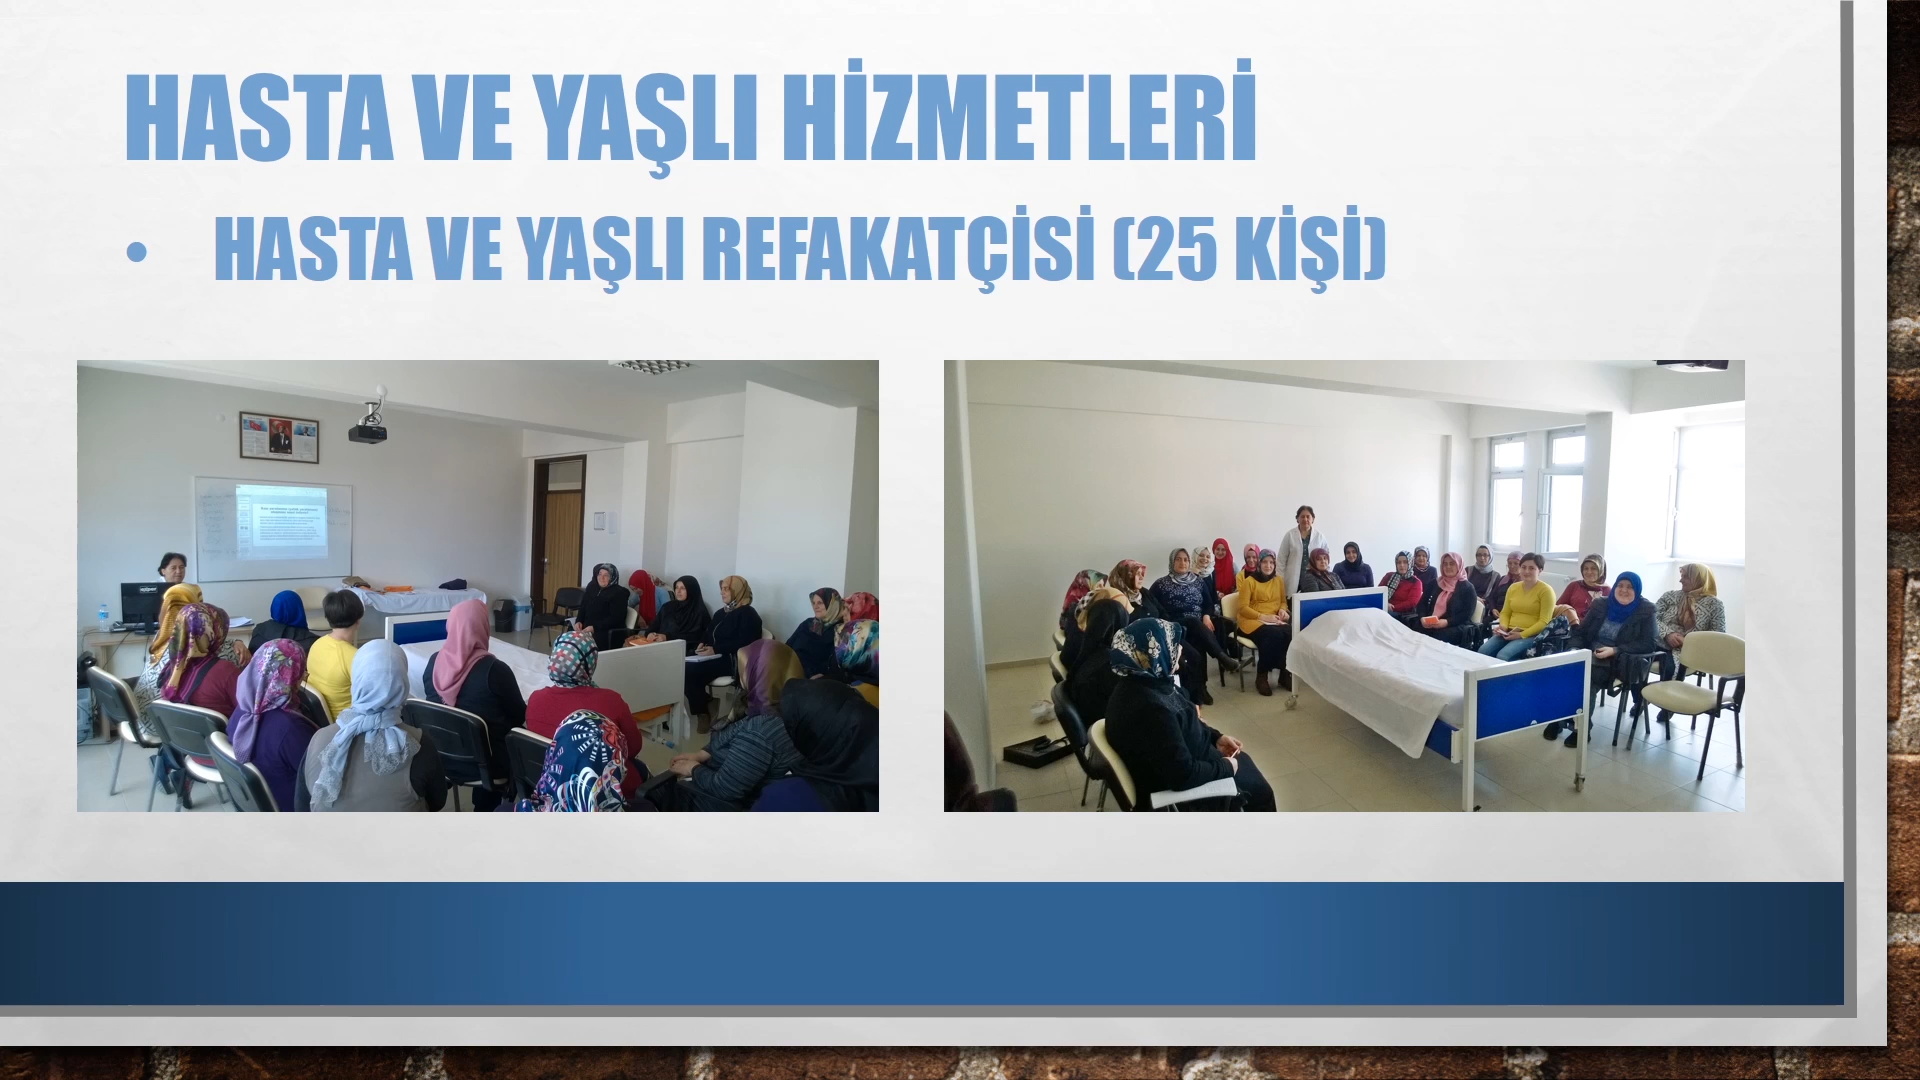 HASTA VE YAŞLI HİZMETLERİ
• HASTA VE YAŞLI REFAKATÇİSİ (25 KİŞİ)